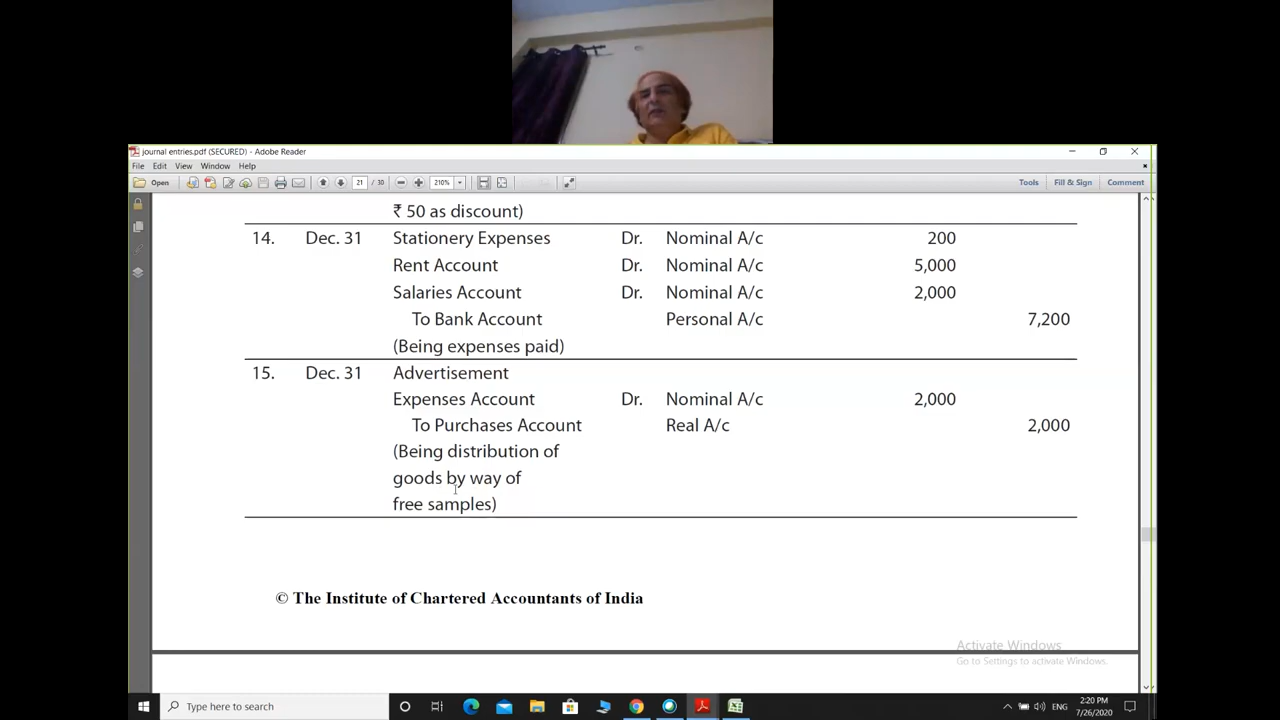 journal entries.pdf (SECURED) - Adobe Reader
File Edit View Window Help
Open 21 / 30 210% Tools Fill & Sign Comment
₹ 50 as discount)
14. Dec. 31 Stationery Expenses Dr. Nominal A/c 200
Rent Account Dr. Nominal A/c 5,000
Salaries Account Dr. Nominal A/c 2,000
To Bank Account Personal A/c 7,200
(Being expenses paid)
15. Dec. 31 Advertisement
Expenses Account Dr. Nominal A/c 2,000
To Purchases Account Real A/c 2,000
(Being distribution of
goods by way of
free samples)
© The Institute of Chartered Accountants of India
Activate Windows
Go to Settings to activate Windows.
Type here to search ENG 2:20 PM
7/26/2020